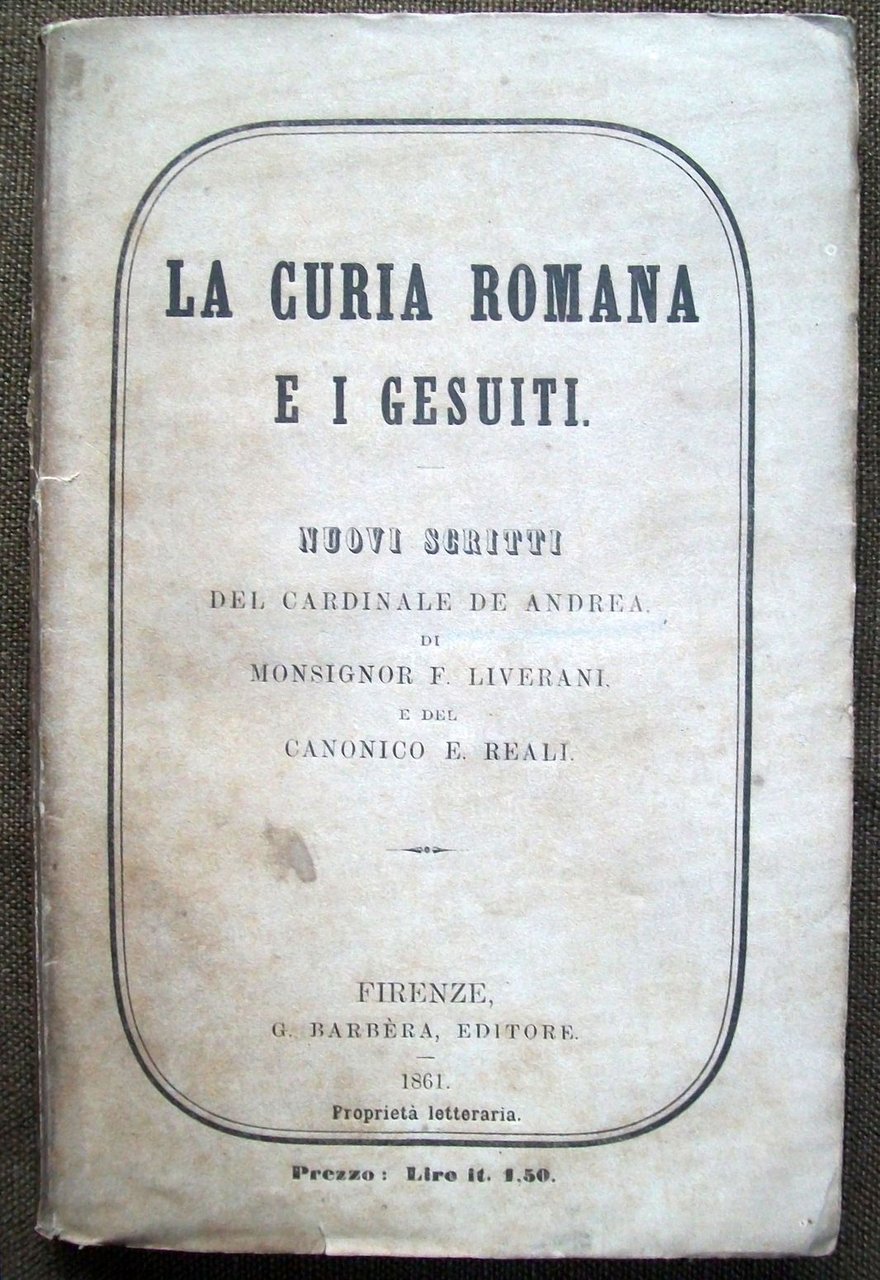 LA CURIA ROMANA
E I GESUITI.
NUOVI SCRITTI
DEL CARDINALE DE ANDREA,
DI
MONSIGNOR F. LIVERANI,
E DEL
CANONICO E. REALI.
FIRENZE,
G. BARBÈRA, EDITORE.
1861.
Proprietà letteraria.
Prezzo: Lire it. 1,50.